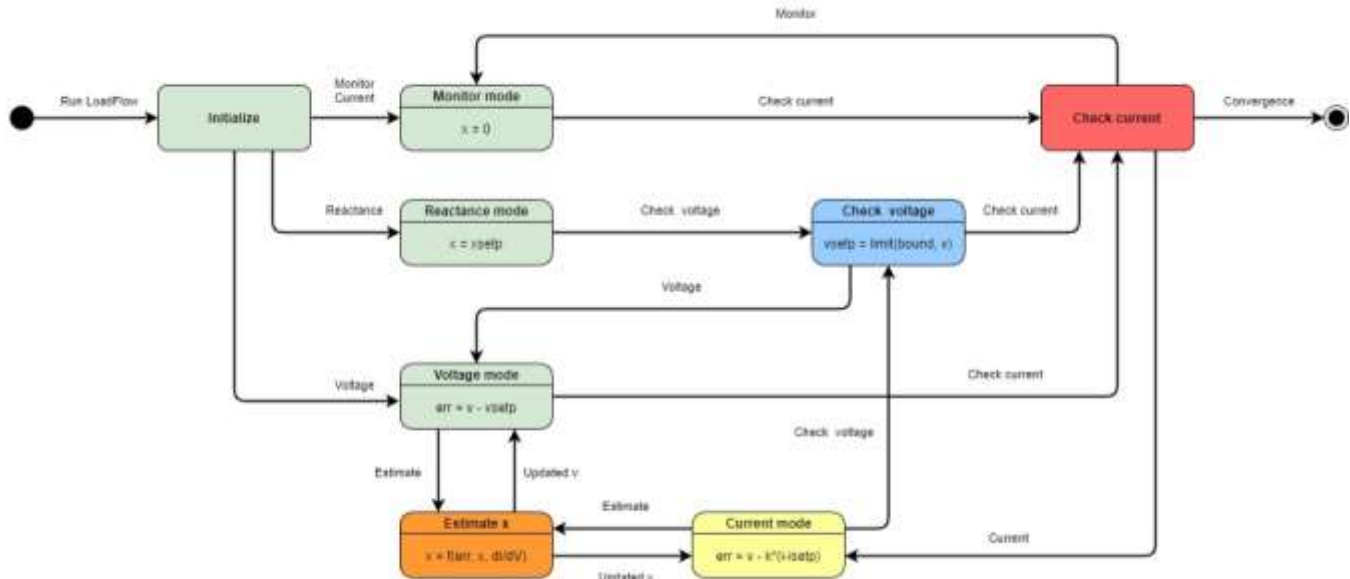 Monitor
Run LoadFlow
Initialize
Monitor
Current
Monitor mode
x = 0
Check current
Check current
Convergence
Reactance
Reactance mode
x = xsetp
Check voltage
Check voltage
vsetp = limit(bound, x)
Check current
Voltage
Voltage
Voltage mode
err = v - vsetp
Check current
Check voltage
Estimate
Updated v
Estimate
Estimate x
x = f(err, x, di/dV)
Current mode
Current
Updated v